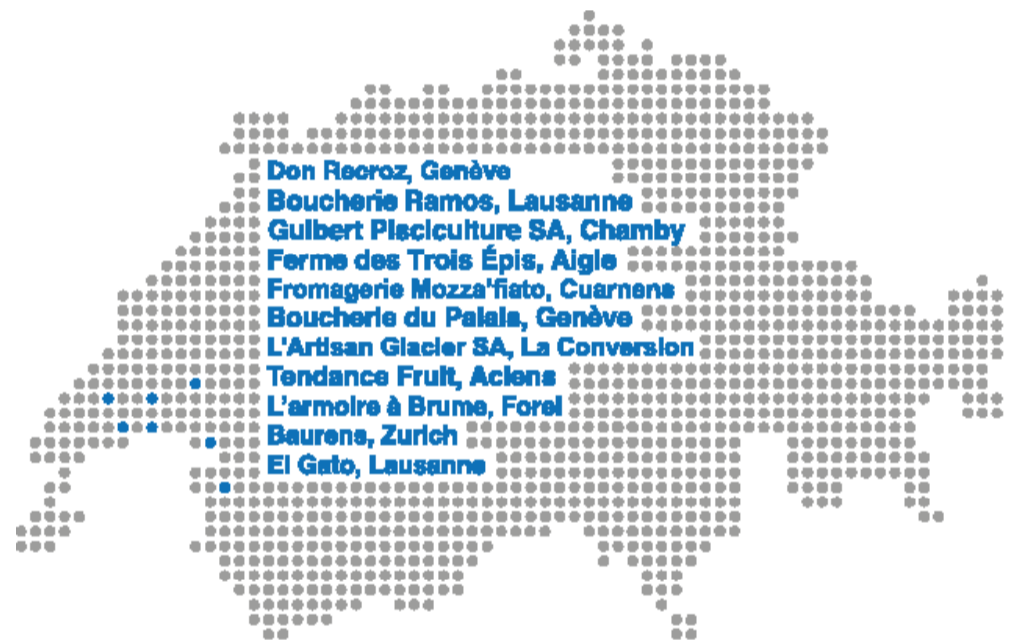 Don Recroz, Genève
Boucherie Ramos, Lausanne
Guibert Pisciculture SA, Chamby
Ferme des Trois Épis, Aigle
Fromagerie Mozza'fiato, Cuarnens
Boucherie du Palais, Genève
L'Artisan Glacier SA, La Conversion
Tendance Fruit, Aclens
L'armoire à Brume, Forel
Baurens, Zurich
El Gato, Lausanne